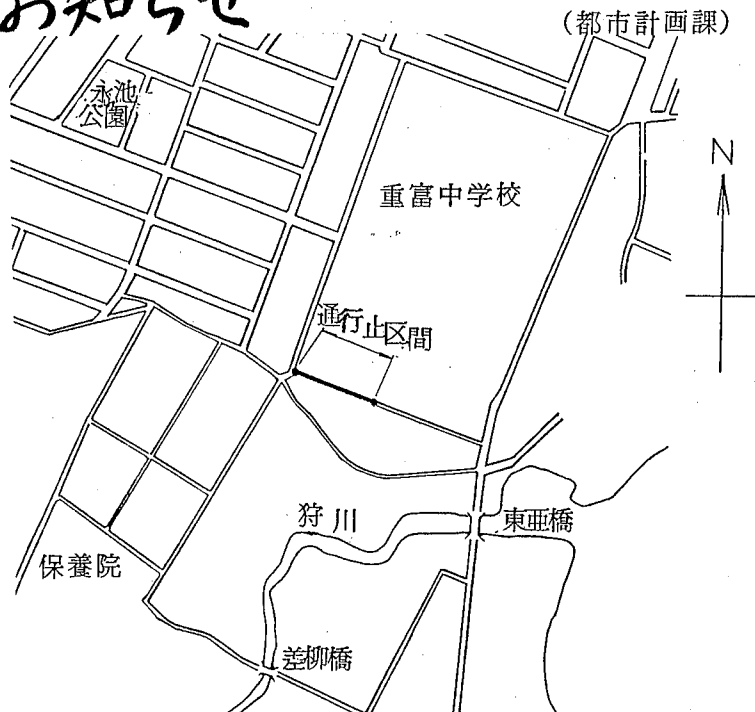 お知らせ
(都市計画課)
永池
公園
N
重富中学校
通行止区間
狩川
東亜橋
保養院
差柳橋